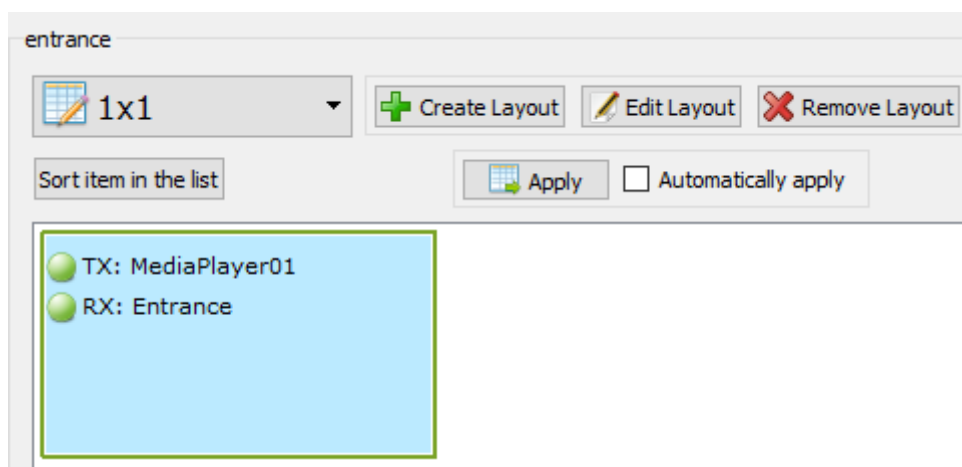 entrance
1x1
Create Layout
Edit Layout
Remove Layout
Sort item in the list
Apply
Automatically apply
TX: MediaPlayer01
RX: Entrance